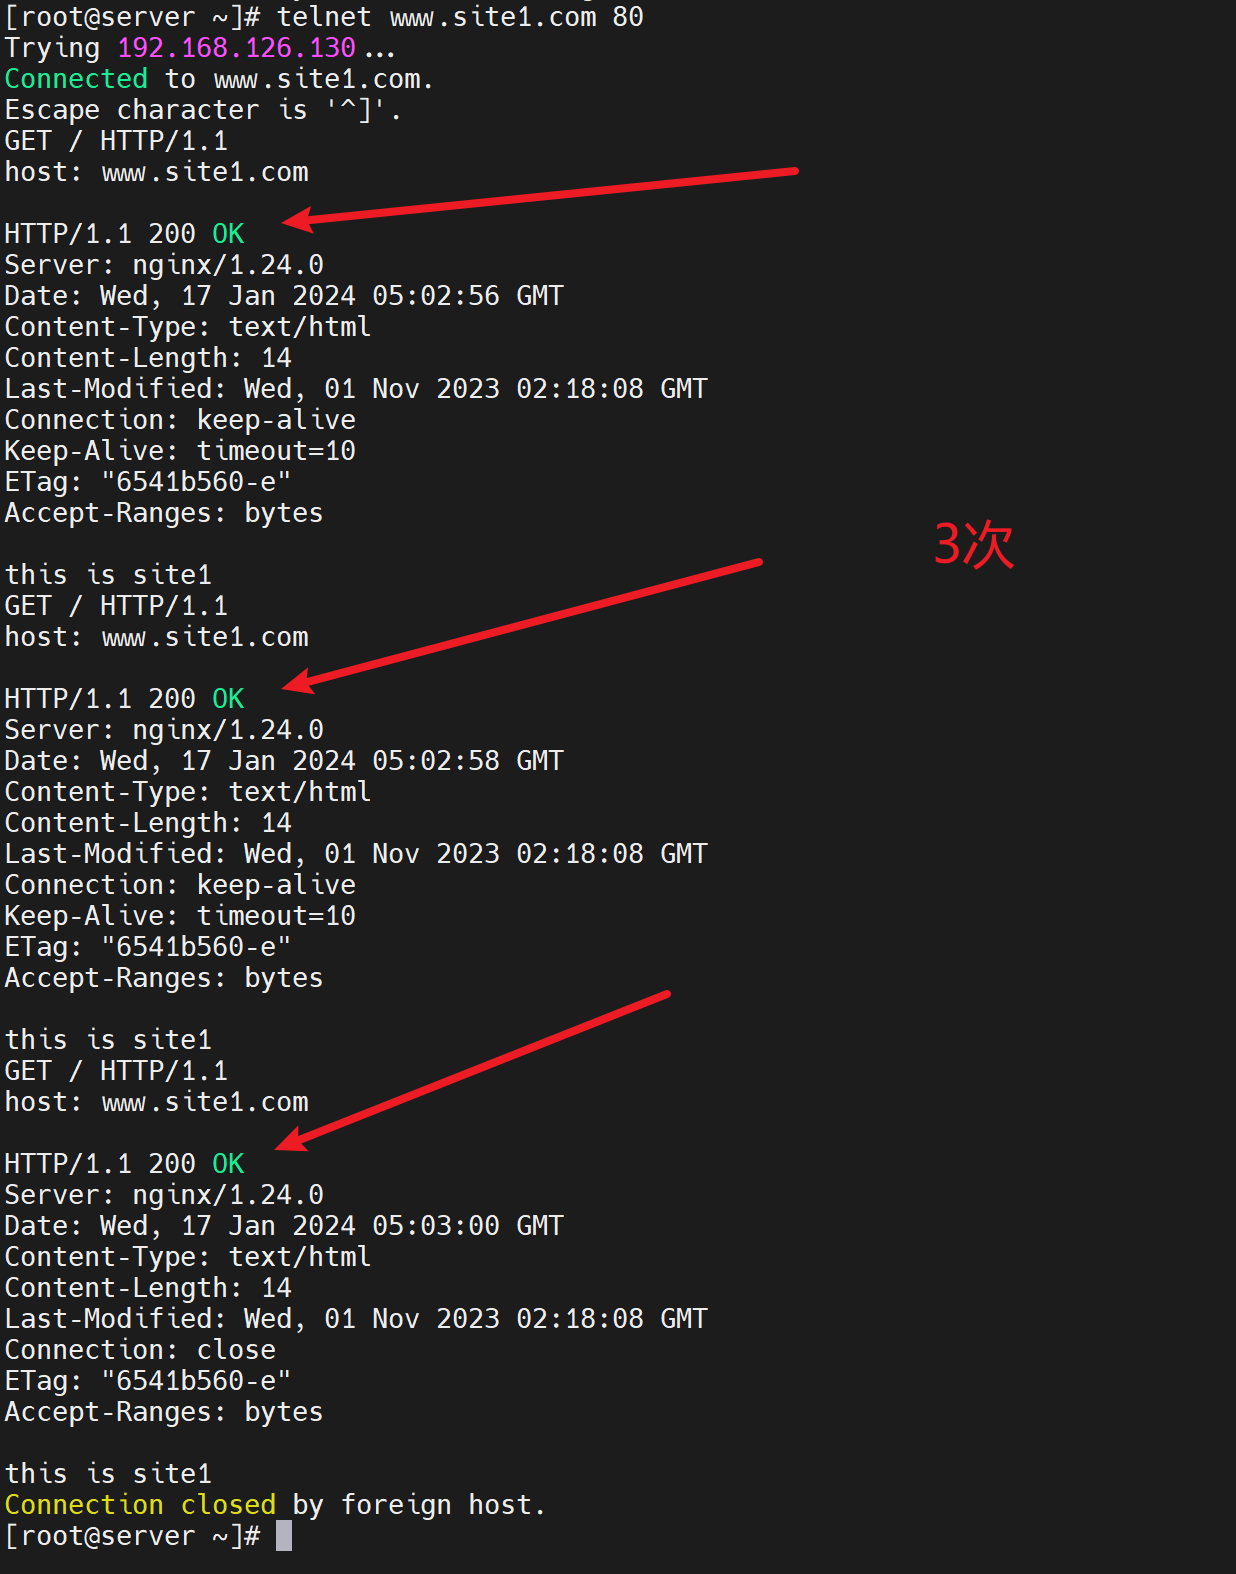 [root@server ~]# telnet www.site1.com 80
Trying 192.168.126.130...
Connected to www.site1.com.
Escape character is '^]'.
GET / HTTP/1.1
host: www.site1.com
HTTP/1.1 200 OK
Server: nginx/1.24.0
Date: Wed, 17 Jan 2024 05:02:56 GMT
Content-Type: text/html
Content-Length: 14
Last-Modified: Wed, 01 Nov 2023 02:18:08 GMT
Connection: keep-alive
Keep-Alive: timeout=10
ETag: "6541b560-e"
Accept-Ranges: bytes
3次
this is site1
GET / HTTP/1.1
host: www.site1.com
HTTP/1.1 200 OK
Server: nginx/1.24.0
Date: Wed, 17 Jan 2024 05:02:58 GMT
Content-Type: text/html
Content-Length: 14
Last-Modified: Wed, 01 Nov 2023 02:18:08 GMT
Connection: keep-alive
Keep-Alive: timeout=10
ETag: "6541b560-e"
Accept-Ranges: bytes
this is site1
GET / HTTP/1.1
host: www.site1.com
HTTP/1.1 200 OK
Server: nginx/1.24.0
Date: Wed, 17 Jan 2024 05:03:00 GMT
Content-Type: text/html
Content-Length: 14
Last-Modified: Wed, 01 Nov 2023 02:18:08 GMT
Connection: close
ETag: "6541b560-e"
Accept-Ranges: bytes
this is site1
Connection closed by foreign host.
[root@server ~]#